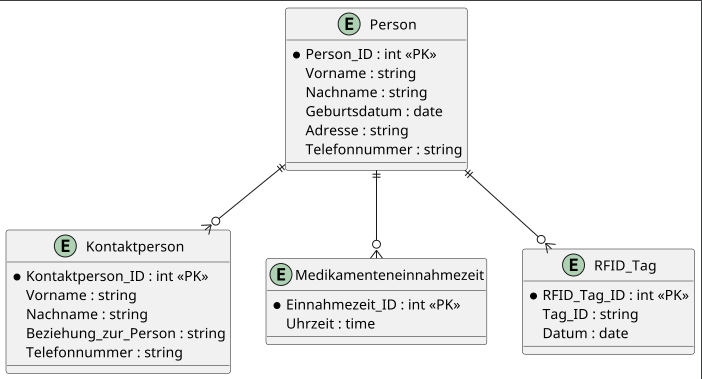 E Person
Person_ID : int «PK»
Vorname : string
Nachname : string
Geburtsdatum : date
Adresse : string
Telefonnummer : string
E Kontaktperson
Kontaktperson_ID : int «PK»
Vorname : string
Nachname : string
Beziehung_zur_Person : string
Telefonnummer : string
E Medikamenteneinnahmezeit
Einnahmezeit_ID : int «PK»
Uhrzeit : time
E RFID_Tag
RFID_Tag_ID : int «PK»
Tag_ID : string
Datum : date